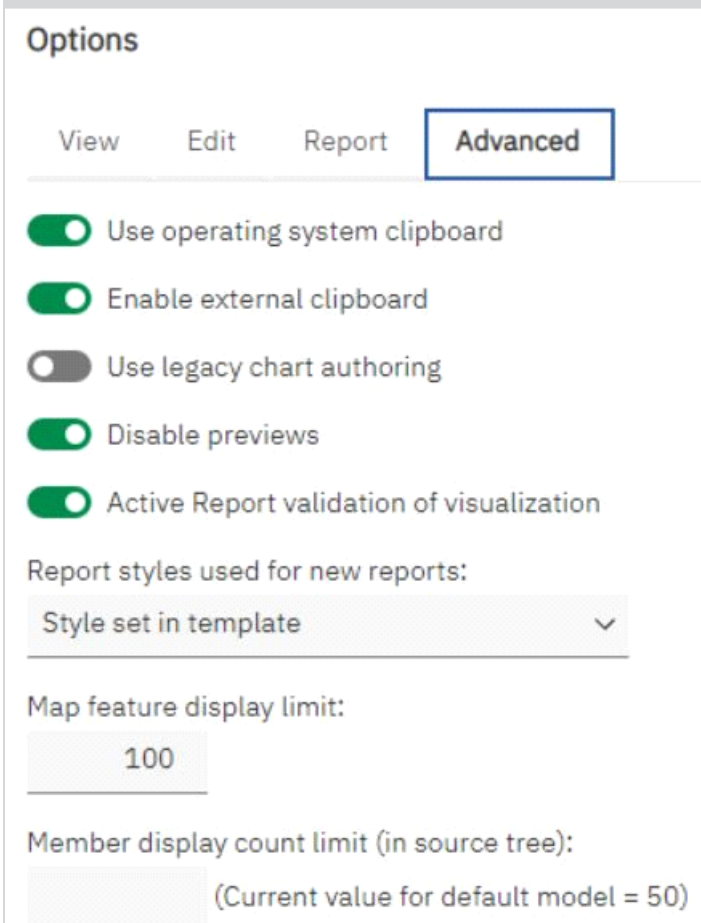 Options
View Edit Report Advanced
Use operating system clipboard
Enable external clipboard
Use legacy chart authoring
Disable previews
Active Report validation of visualization
Report styles used for new reports:
Style set in template
Map feature display limit:
100
Member display count limit (in source tree):
(Current value for default model = 50)